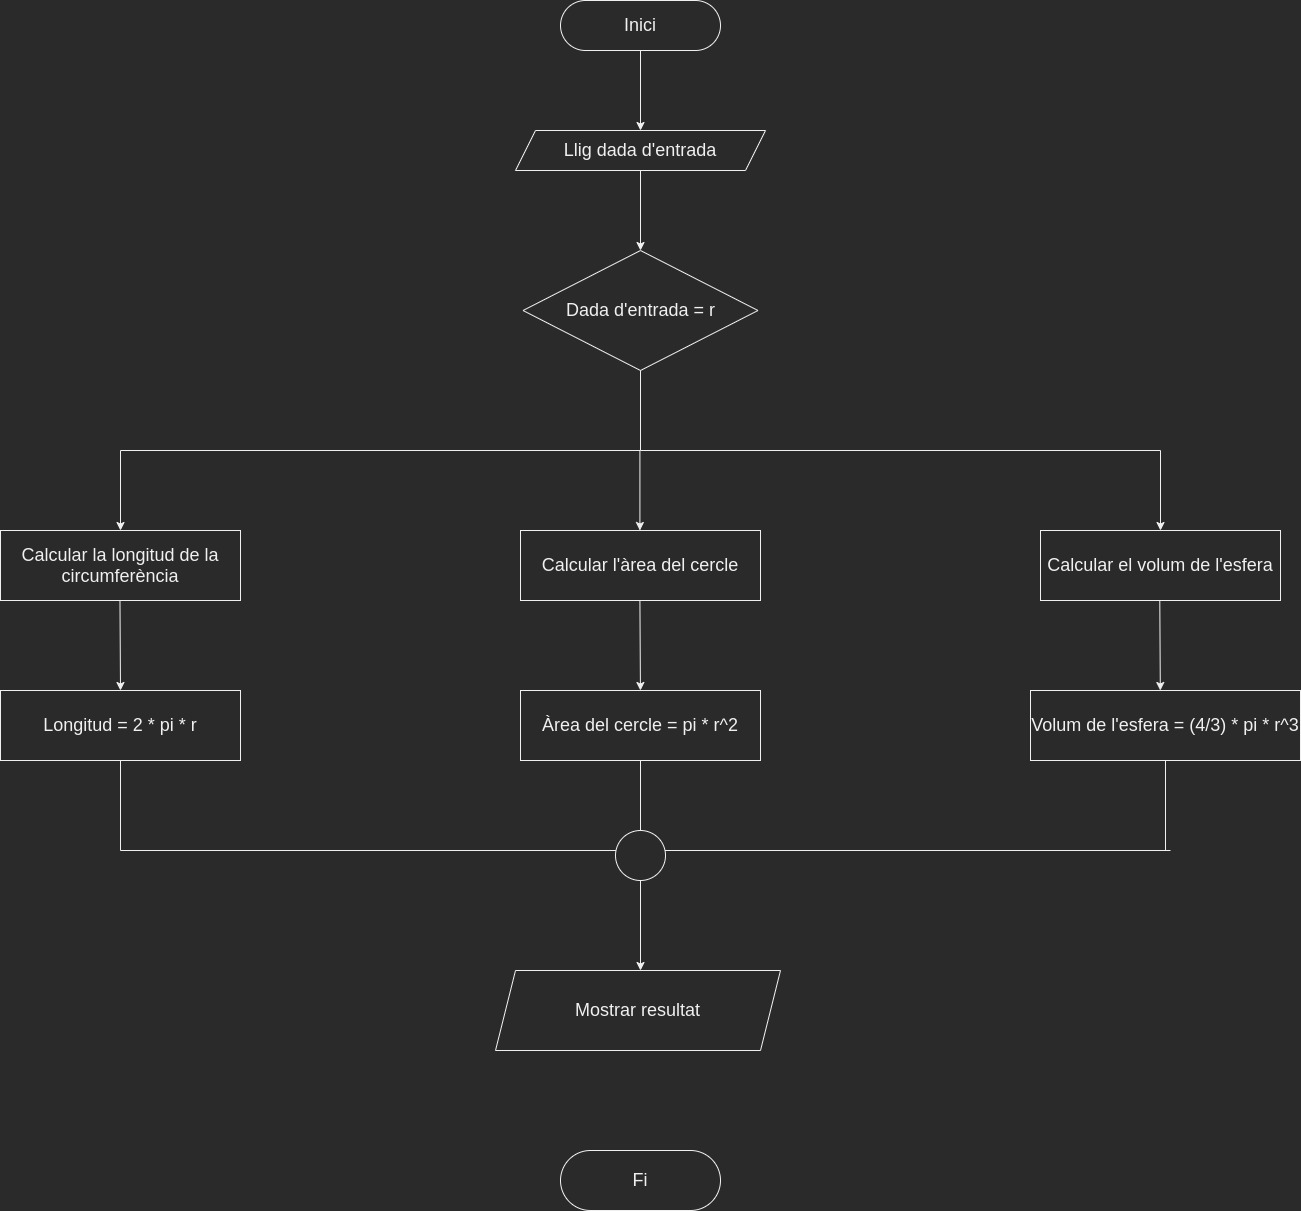 Inici
Llig dada d'entrada
Dada d'entrada = r
Calcular la longitud de la
circumferència
Calcular l'àrea del cercle
Calcular el volum de l'esfera
Longitud = 2 * pi * r
Àrea del cercle = pi * r^2
Volum de l'esfera = (4/3) * pi * r^3
Mostrar resultat
Fi